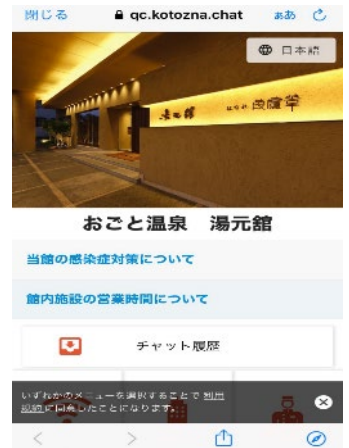 閉じる qc.kotozna.chat ああ
日本語
湯元館
おごと温泉 湯元館
当館の感染症対策について
館内施設の営業時間について
チャット履歴
いずれかのメニューを選択することで 利用
規約 に同意したことになります。